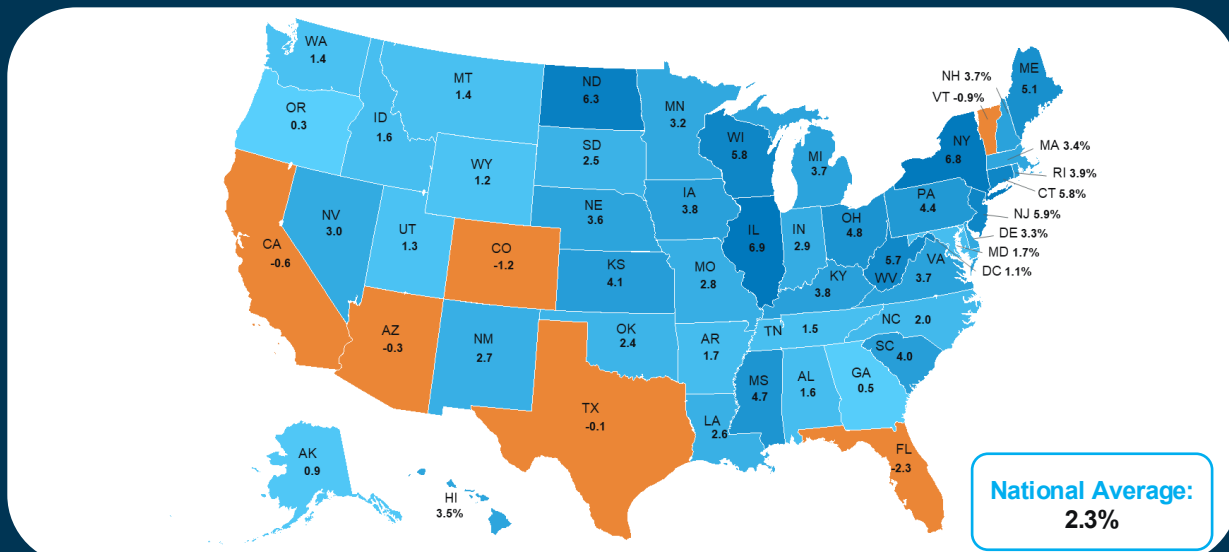 WA
1.4
OR
0.3
CA
-0.6
NV
3.0
ID
1.6
MT
1.4
WY
1.2
UT
1.3
AZ
-0.3
CO
-1.2
NM
2.7
ND
6.3
SD
2.5
NE
3.6
KS
4.1
OK
2.4
TX
-0.1
MN
3.2
IA
3.8
MO
2.8
AR
1.7
LA
2.6
WI
5.8
IL
6.9
MI
3.7
IN
2.9
OH
4.8
KY
3.8
TN 1.5
MS
4.7
AL
1.6
GA
0.5
FL
-2.3
SC
4.0
NC 2.0
VA
3.7
5.7
WV
PA
4.4
NY
6.8
ME
5.1
NH 3.7%
VT -0.9%
MA 3.4%
RI 3.9%
CT 5.8%
NJ 5.9%
DE 3.3%
MD 1.7%
DC 1.1%
AK
0.9
HI
3.5%
National Average:
2.3%